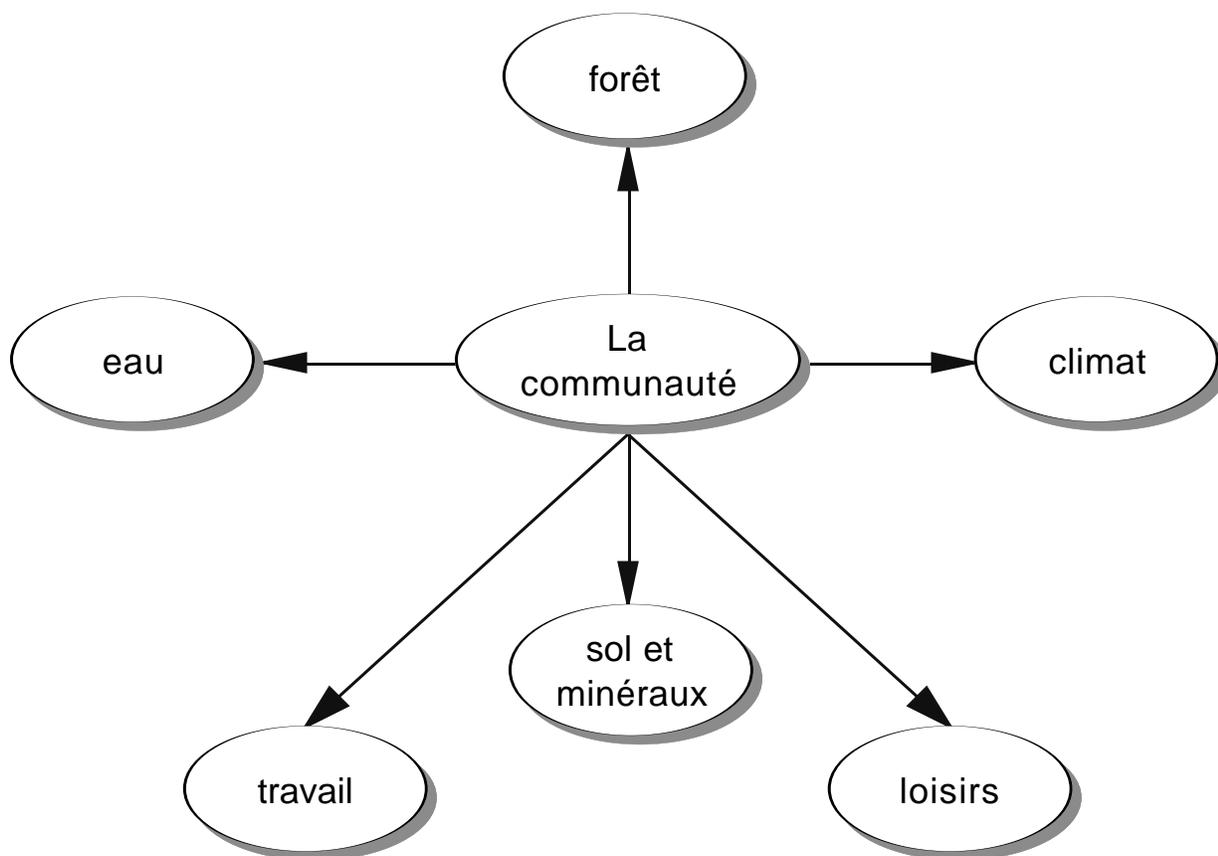 forêt
eau
La
communauté
climat
sol et
minéraux
travail
loisirs